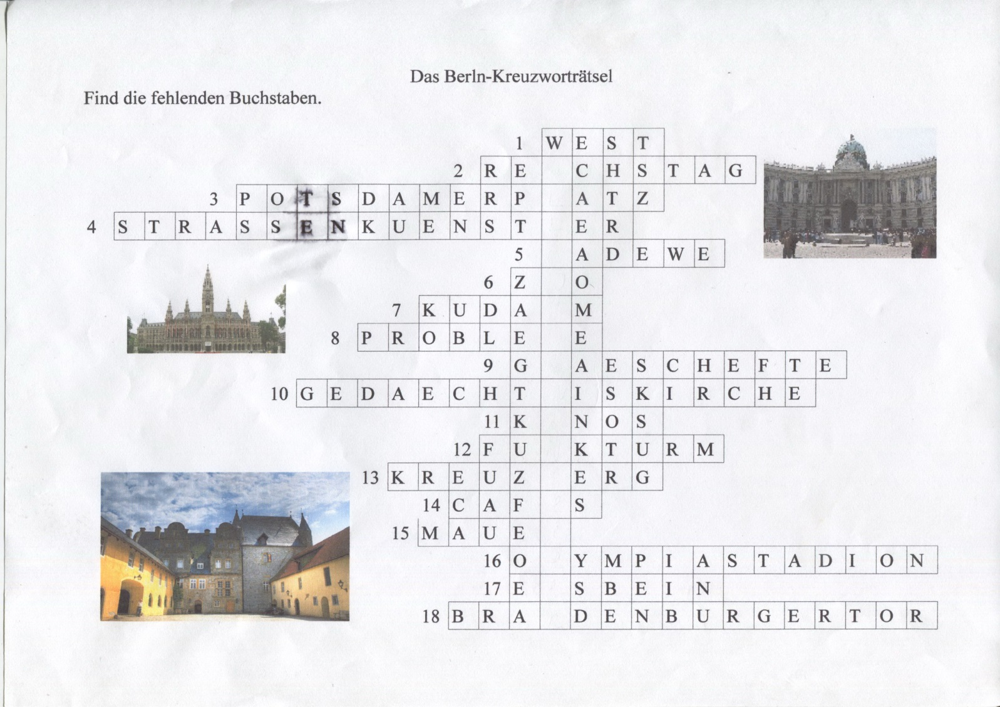 Das Berln-Kreuzworträtsel
Find die fehlenden Buchstaben.
1 W E S T
2 R E C H S T A G
3 P O T S D A M E R P A T Z
4 S T R A S S E N K U E N S T E R
5 A D E W E
6 Z O
7 K U D A M
8 P R O B L E E
9 G A E S C H E F T E
10 G E D A E C H T I S K I R C H E
11 K N O S
12 F U K T U R M
13 K R E U Z E R G
14 C A F S
15 M A U E
16 O Y M P I A S T A D I O N
17 E S B E I N
18 B R A D E N B U R G E R T O R